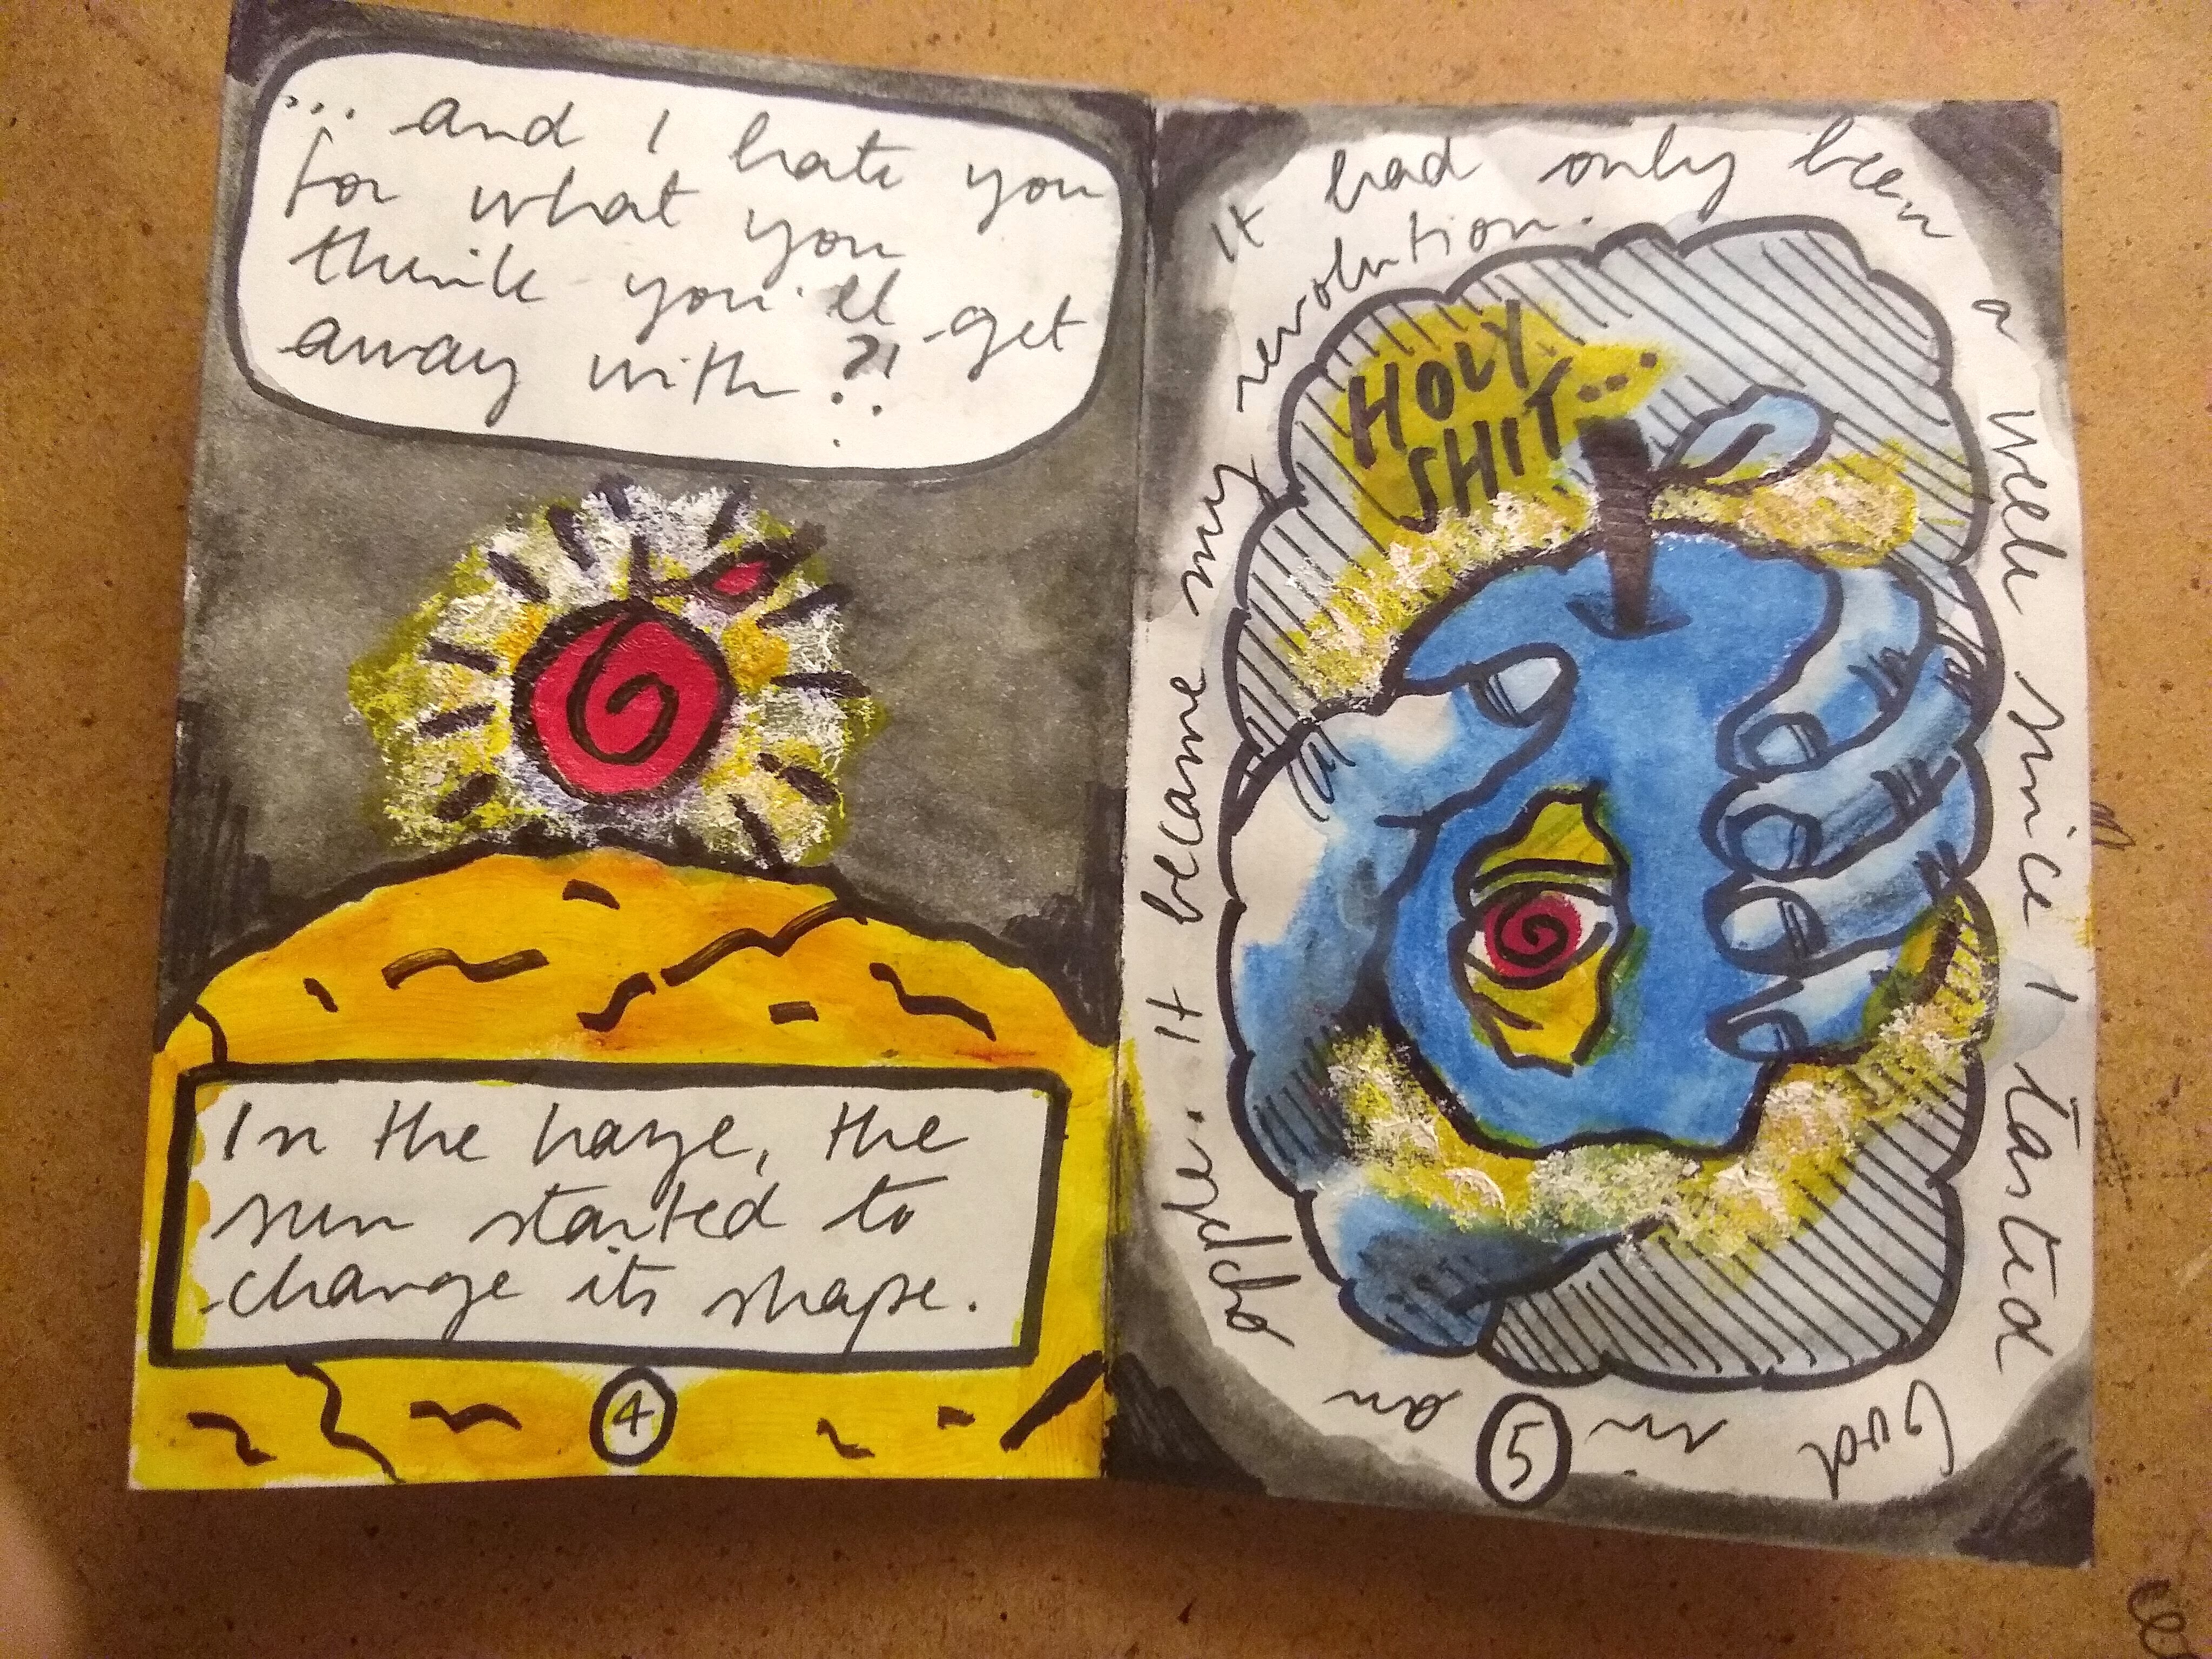 ... and I hate you
for what you
think you'll get
away with ?!
In the haze, the
sun started to
change its shape.
4
It had only been a week since I tasted God in an apple. It became my revolution.
HOLY
SHIT...
5